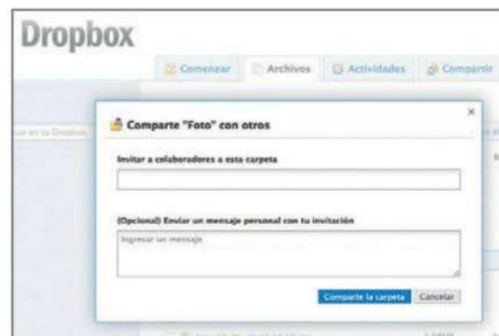 Dropbox
Comenzar Archivos Actividades Compartir
Comparte "Foto" con otros
Invitar a colaboradores a esta carpeta
(Opcional) Enviar un mensaje personal con tu invitación
Ingresar un mensaje
Comparte la carpeta Cancelar